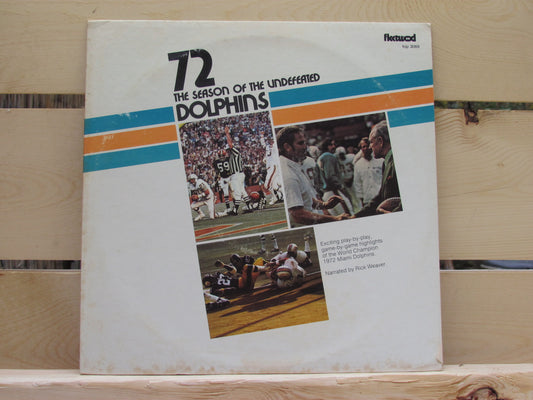 fleetwood
72
THE SEASON OF THE UNDEFEATED
DOLPHINS
59
Exciting play-by-play,
game-by-game highlights
of the World Champion
1972 Miami Dolphins.
Narrated by Rick Weaver